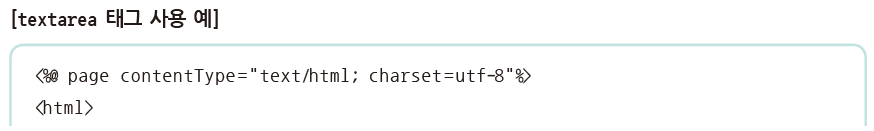 [textarea 태그 사용 예]
<%@ page contentType="text/html; charset=utf-8"%>
<html>